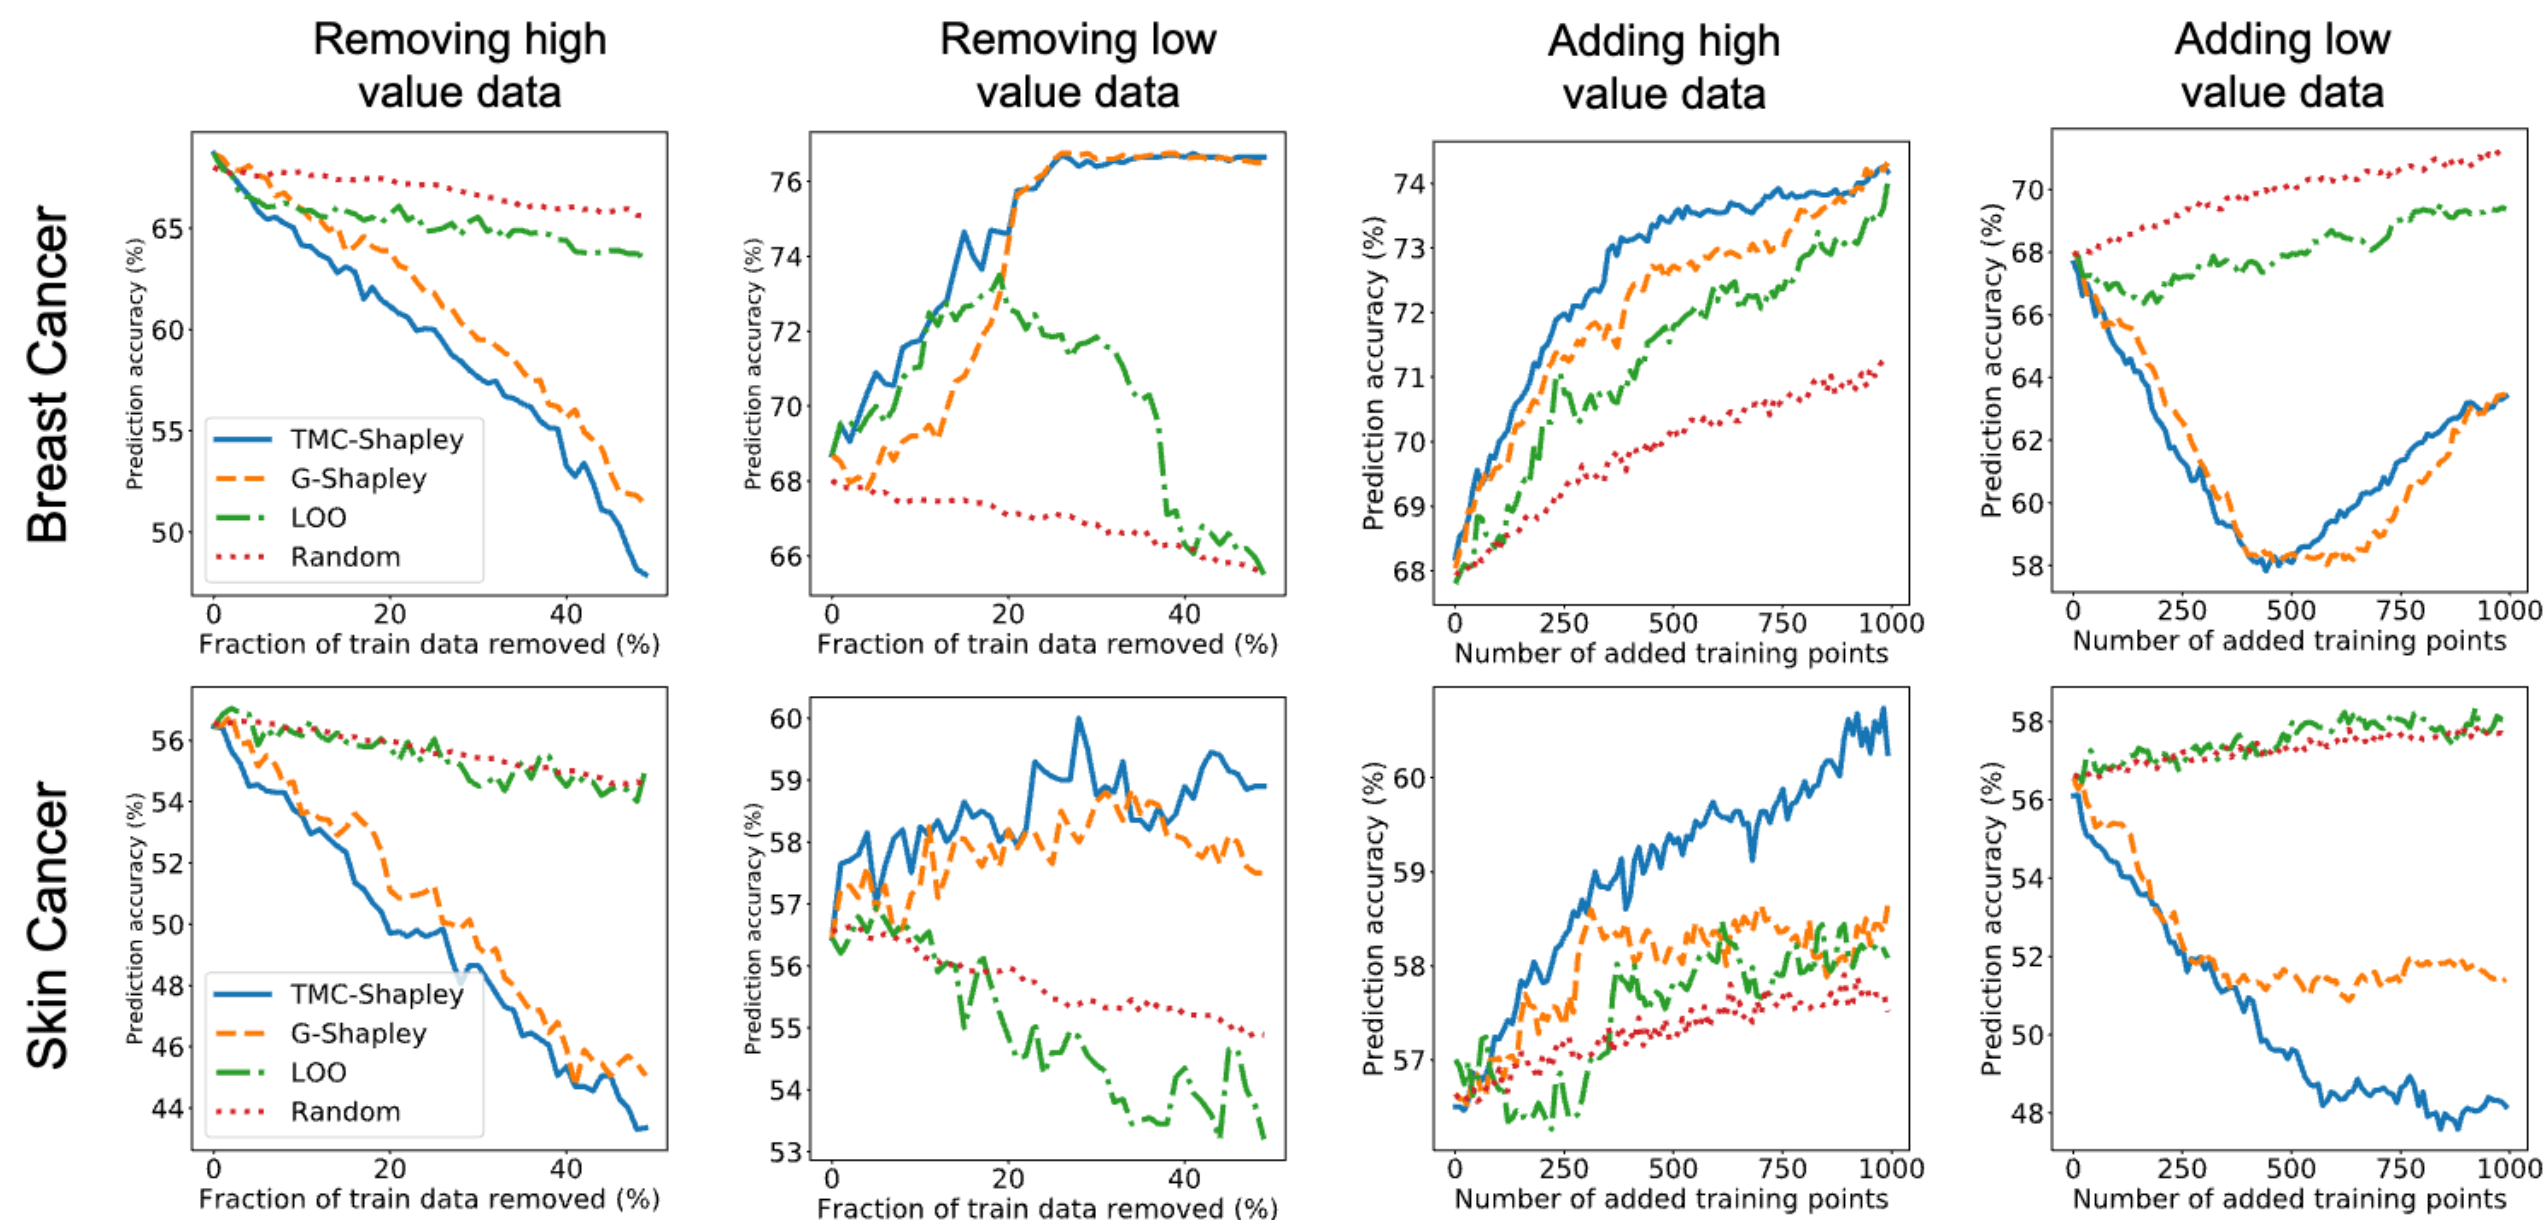 Removing high
value data
Removing low
value data
Adding high
value data
Adding low
value data
Breast Cancer
Prediction accuracy (%)
65
60
55
50
TMC-Shapley
G-Shapley
LOO
Random
0 20 40
Fraction of train data removed (%)
Prediction accuracy (%)
76
74
72
70
68
66
0 20 40
Fraction of train data removed (%)
Prediction accuracy (%)
74
73
72
71
70
69
68
0 250 500 750 1000
Number of added training points
Prediction accuracy (%)
70
68
66
64
62
60
58
0 250 500 750 1000
Number of added training points
Skin Cancer
Prediction accuracy (%)
56
54
52
50
48
46
44
TMC-Shapley
G-Shapley
LOO
Random
0 20 40
Fraction of train data removed (%)
Prediction accuracy (%)
60
59
58
57
56
55
54
53
0 20 40
Fraction of train data removed (%)
Prediction accuracy (%)
60
59
58
57
0 250 500 750 1000
Number of added training points
Prediction accuracy (%)
58
56
54
52
50
48
0 250 500 750 1000
Number of added training points